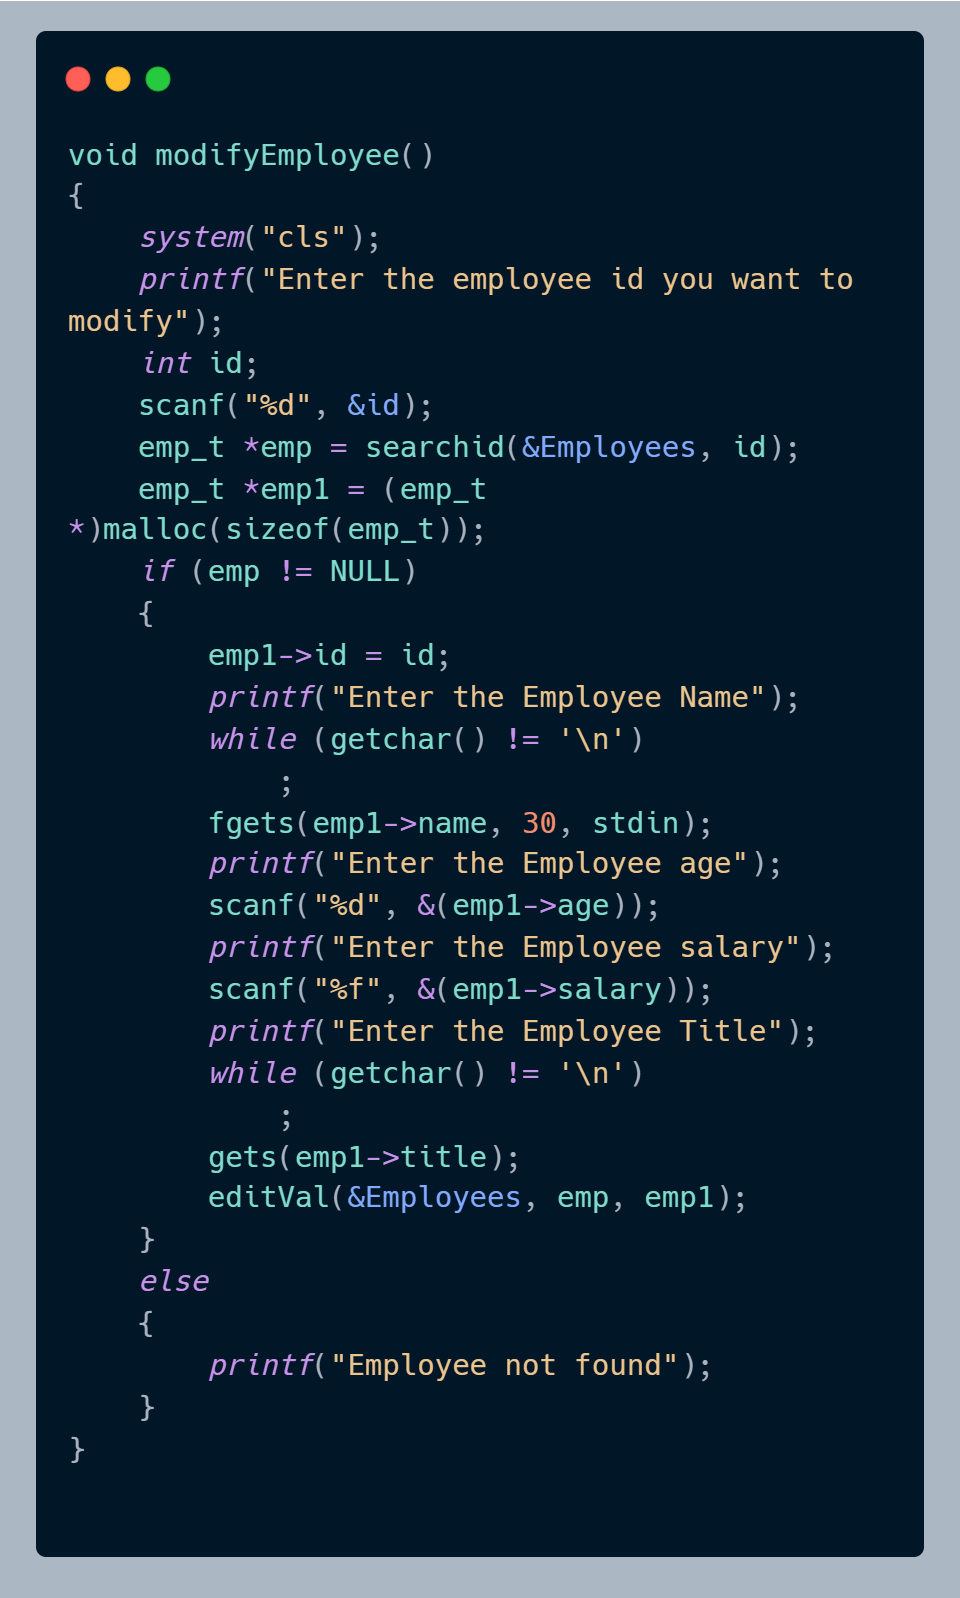 void modifyEmployee()
{
    system("cls");
    printf("Enter the employee id you want to
modify");
    int id;
    scanf("%d", &id);
    emp_t *emp = searchid(&Employees, id);
    emp_t *emp1 = (emp_t
*)malloc(sizeof(emp_t));
    if (emp != NULL)
    {
        emp1->id = id;
        printf("Enter the Employee Name");
        while (getchar() != '\n')
            ;
        fgets(emp1->name, 30, stdin);
        printf("Enter the Employee age");
        scanf("%d", &(emp1->age));
        printf("Enter the Employee salary");
        scanf("%f", &(emp1->salary));
        printf("Enter the Employee Title");
        while (getchar() != '\n')
            ;
        gets(emp1->title);
        editVal(&Employees, emp, emp1);
    }
    else
    {
        printf("Employee not found");
    }
}